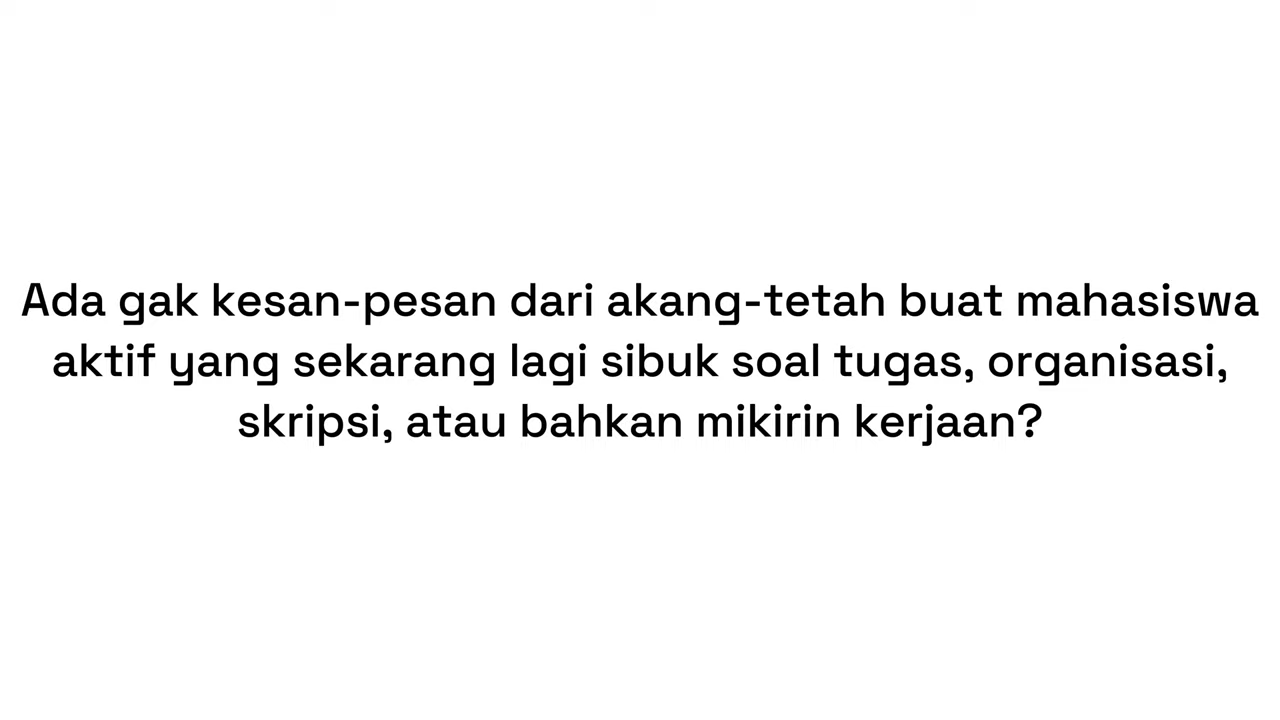 Ada gak kesan-pesan dari akang-tetah buat mahasiswa
aktif yang sekarang lagi sibuk soal tugas, organisasi,
skripsi, atau bahkan mikirin kerjaan?